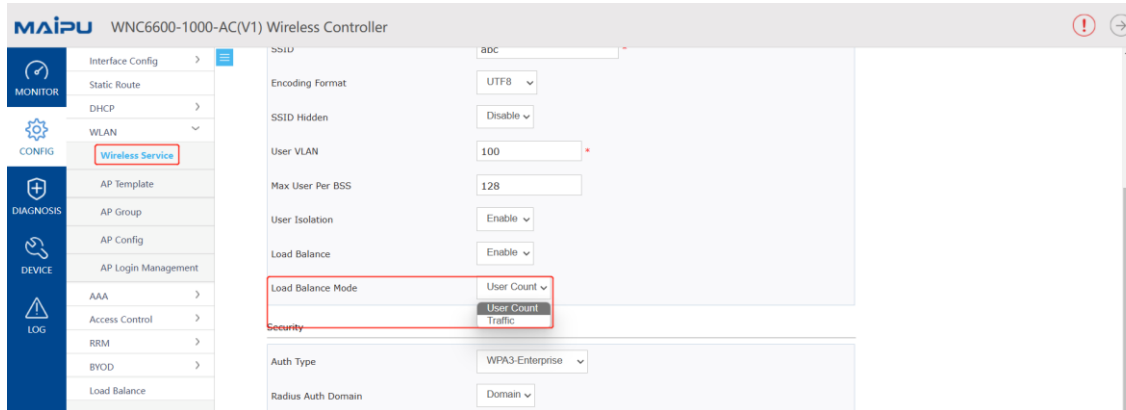 MAIPU WNC6600-1000-AC(V1) Wireless Controller
MONITOR
CONFIG
DIAGNOSIS
DEVICE
LOG
Interface Config
Static Route
DHCP
WLAN
Wireless Service
AP Template
AP Group
AP Config
AP Login Management
AAA
Access Control
RRM
BYOD
Load Balance
SSID abc *
Encoding Format UTF8
SSID Hidden Disable
User VLAN 100 *
Max User Per BSS 128
User Isolation Enable
Load Balance Enable
Load Balance Mode User Count
User Count
Traffic
Security
Auth Type WPA3-Enterprise
Radius Auth Domain Domain